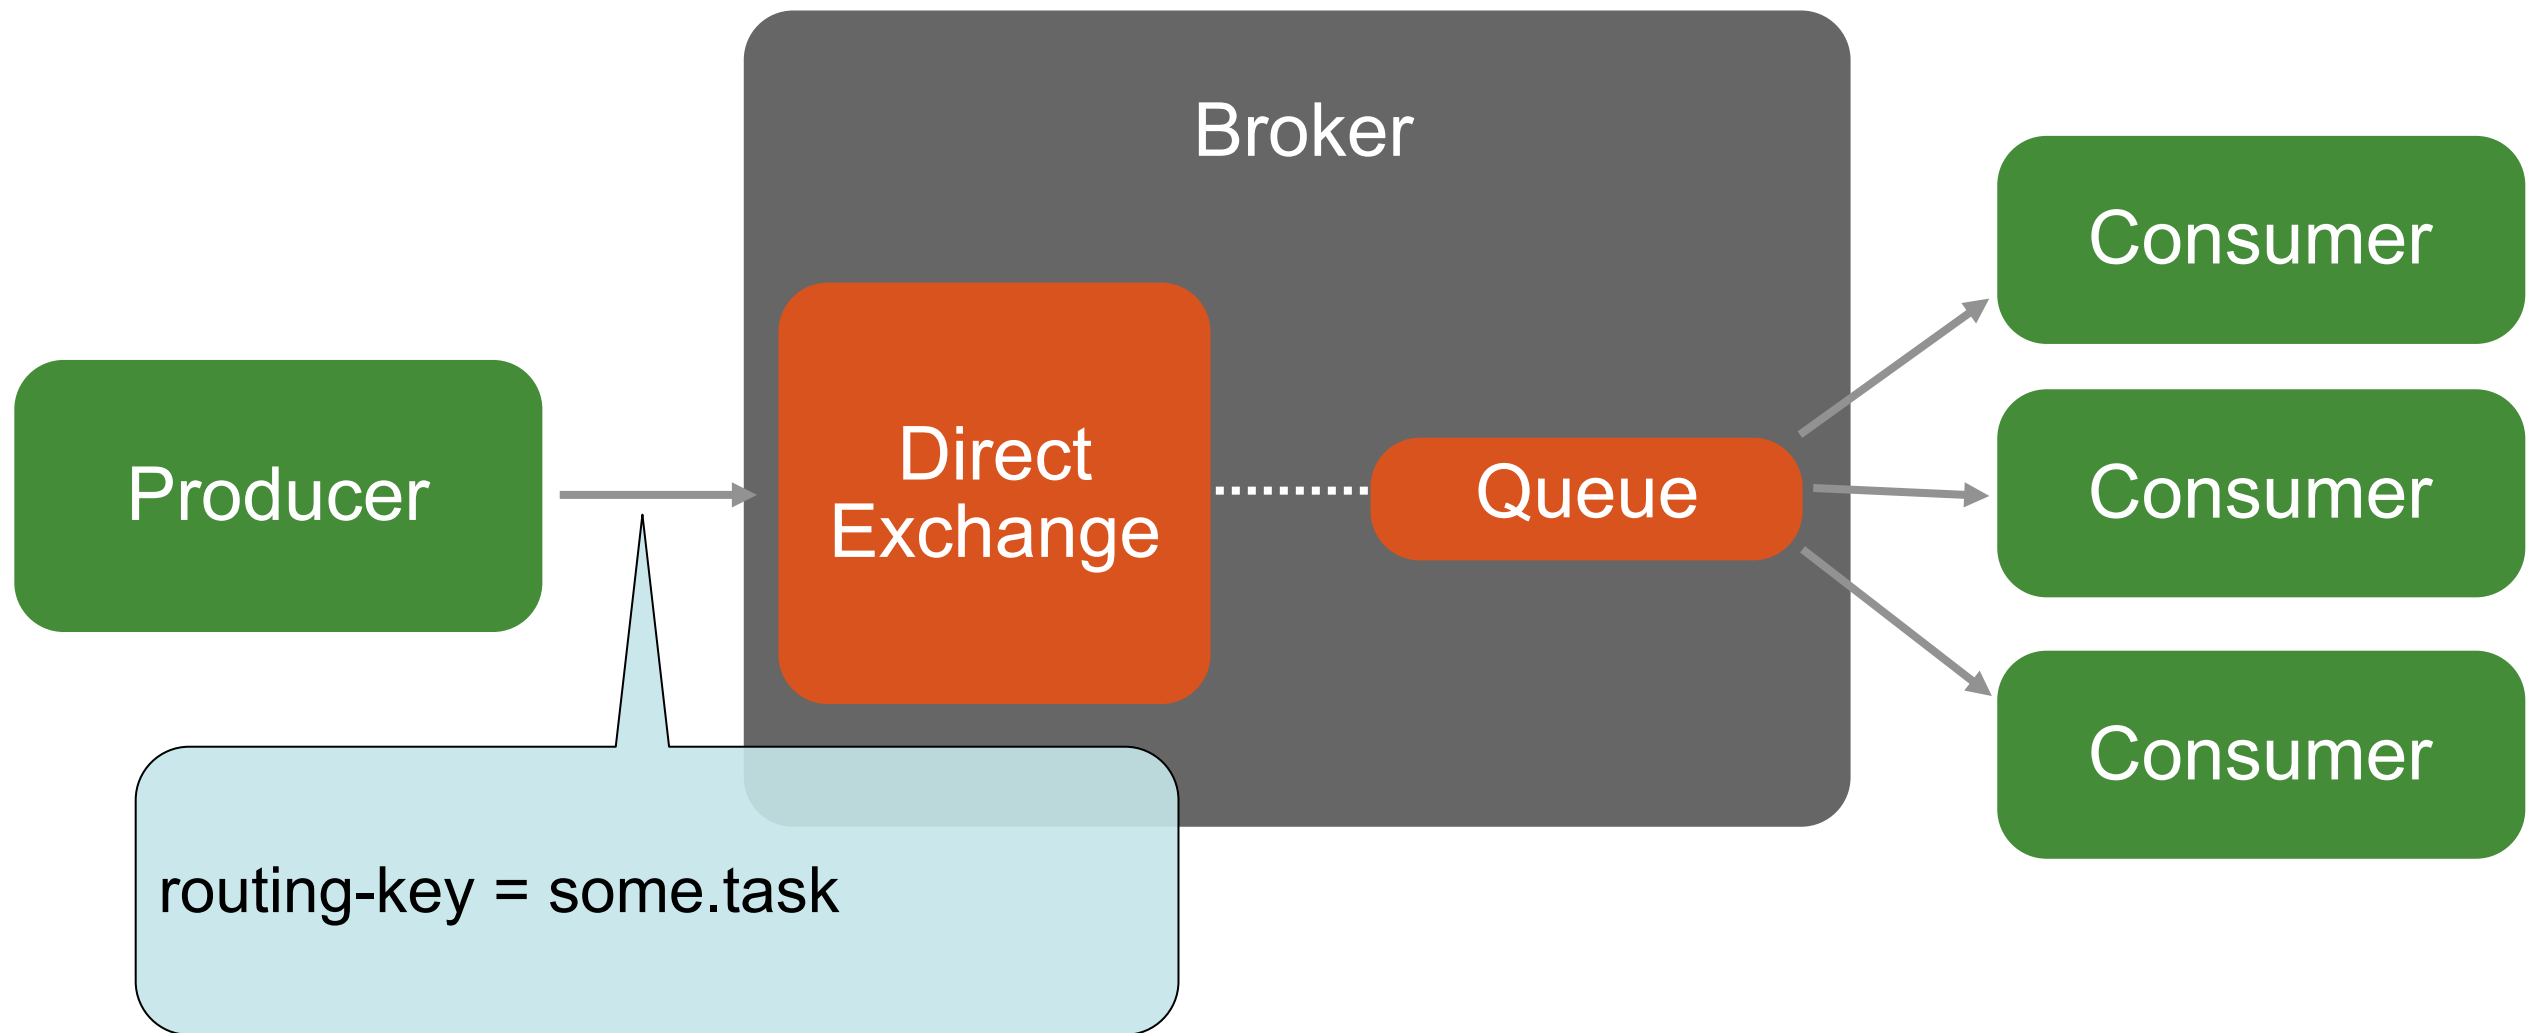 Broker
Producer
Direct
Exchange
Queue
Consumer
Consumer
Consumer
routing-key = some.task